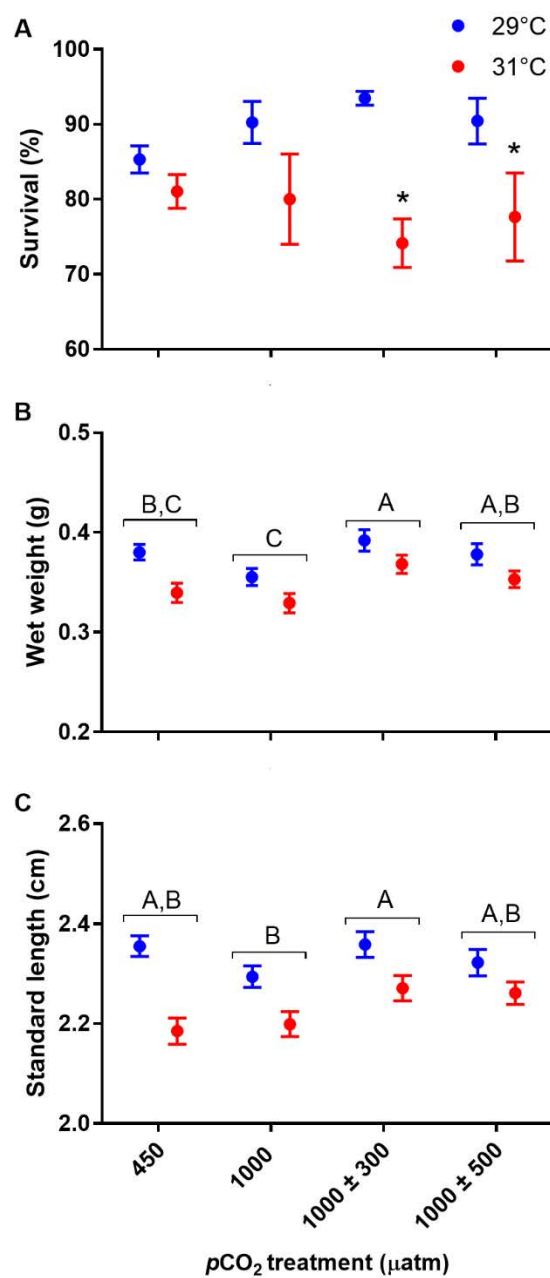 A
29°C
31°C
100
90
80
70
60
Survival (%)
*
*
B
0.5
0.4
0.3
0.2
Wet weight (g)
B,C
C
A
A,B
C
2.6
2.4
2.2
2.0
Standard length (cm)
A,B
B
A
A,B
450
1000
1000 ± 300
1000 ± 500
pCO₂ treatment (µatm)